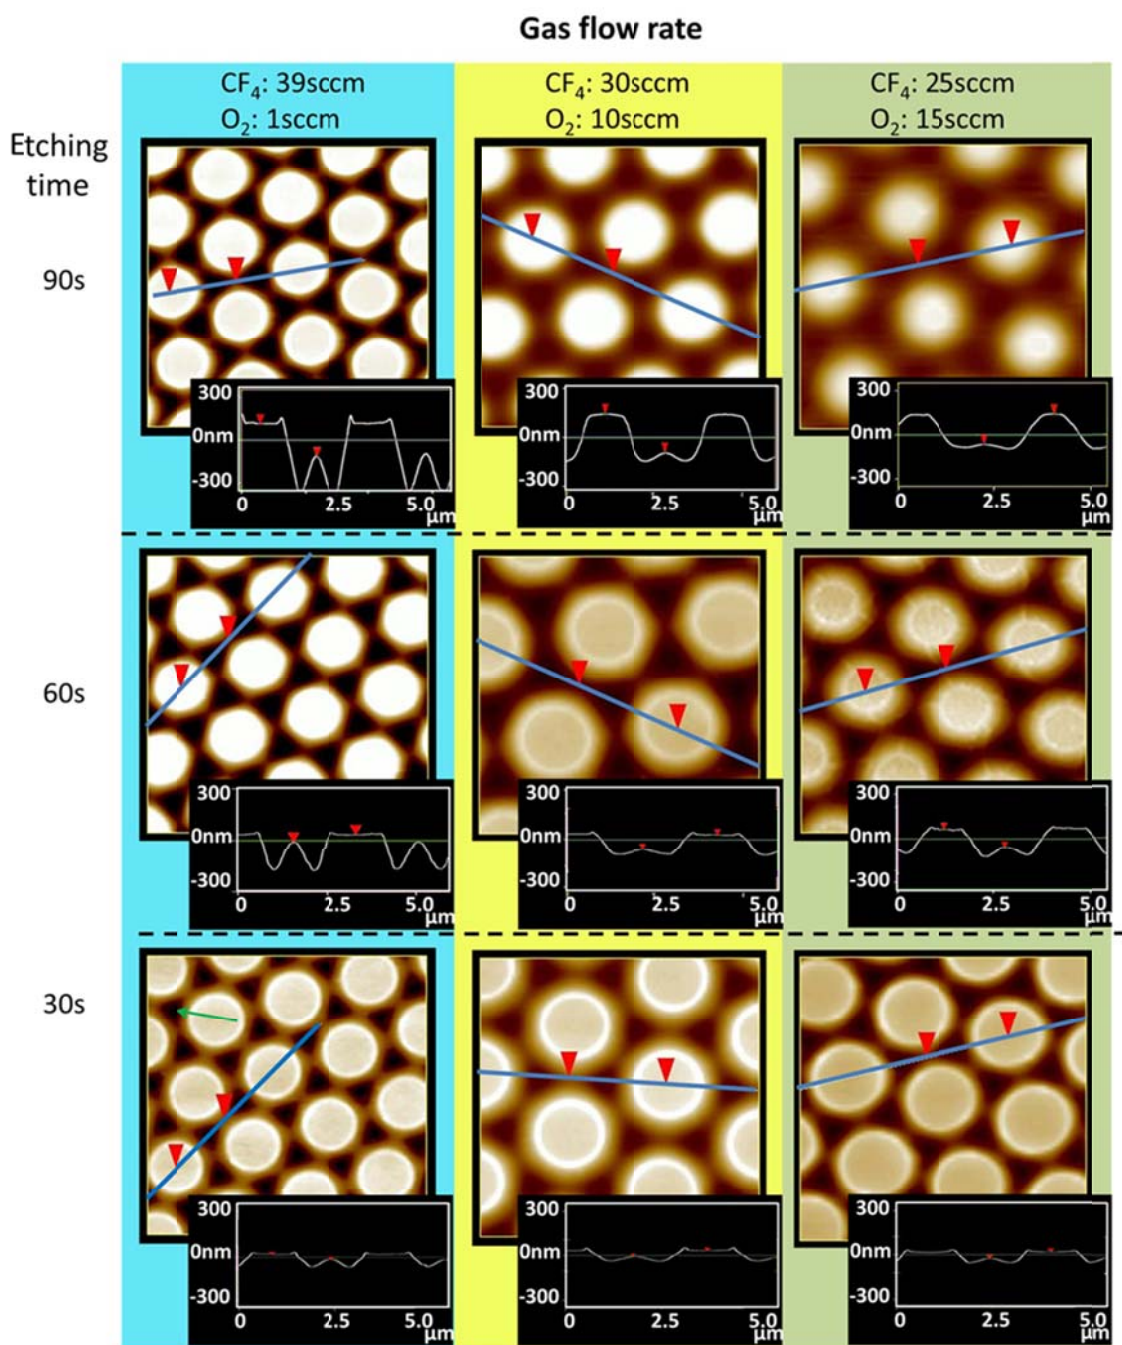 Gas flow rate
CF₄: 39sccm
O₂: 1sccm
CF₄: 30sccm
O₂: 10sccm
CF₄: 25sccm
O₂: 15sccm
Etching
time
90s
300
0nm
-300
0
2.5
5.0
μm
300
0nm
-300
0
2.5
5.0
μm
300
0nm
-300
0
2.5
5.0
μm
60s
300
0nm
-300
0
2.5
5.0
μm
300
0nm
-300
0
2.5
5.0
μm
300
0nm
-300
0
2.5
5.0
μm
30s
300
0nm
-300
0
2.5
5.0
μm
300
0nm
-300
0
2.5
5.0
μm
300
0nm
-300
0
2.5
5.0
μm